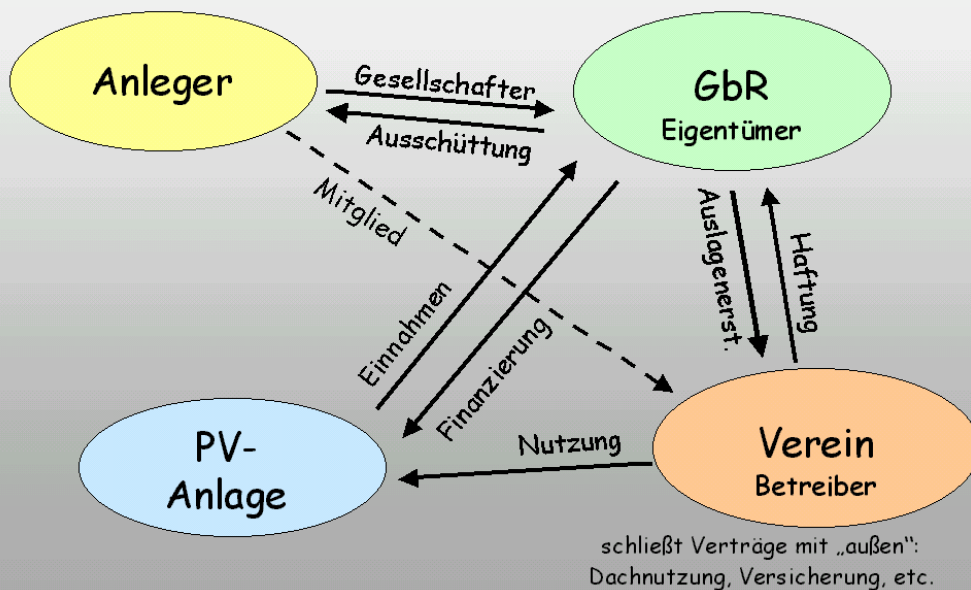 Anleger
GbR
Eigentümer
Gesellschafter
Ausschüttung
Mitglied
Auslagenerst.
Haftung
Einnahmen
Finanzierung
PV-
Anlage
Nutzung
Verein
Betreiber
schließt Verträge mit „außen“:
Dachnutzung, Versicherung, etc.